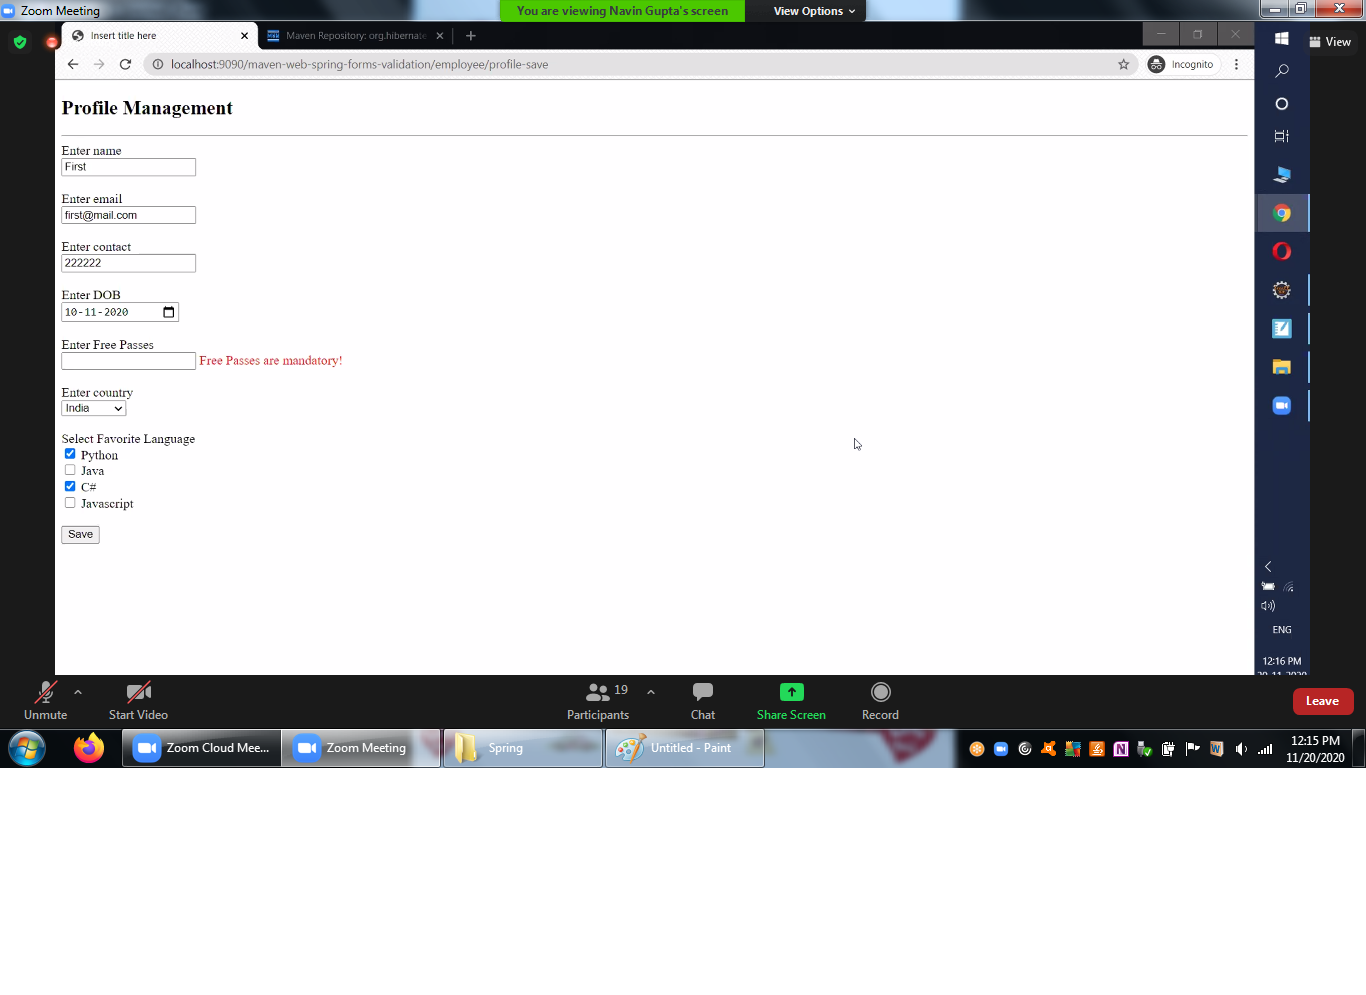 Zoom Meeting
You are viewing Navin Gupta's screen
View Options
Insert title here
Maven Repository: org.hibernate
View
localhost:9090/maven-web-spring-forms-validation/employee/profile-save
Incognito
Profile Management
Enter name
First
Enter email
first@mail.com
Enter contact
222222
Enter DOB
10-11-2020
Enter Free Passes
Free Passes are mandatory!
Enter country
India
Select Favorite Language
Python
Java
C#
Javascript
Save
ENG
12:16 PM
20-11-2020
Unmute
Start Video
19
Participants
Chat
Share Screen
Record
Leave
Zoom Cloud Mee...
Zoom Meeting
Spring
Untitled - Paint
12:15 PM
11/20/2020